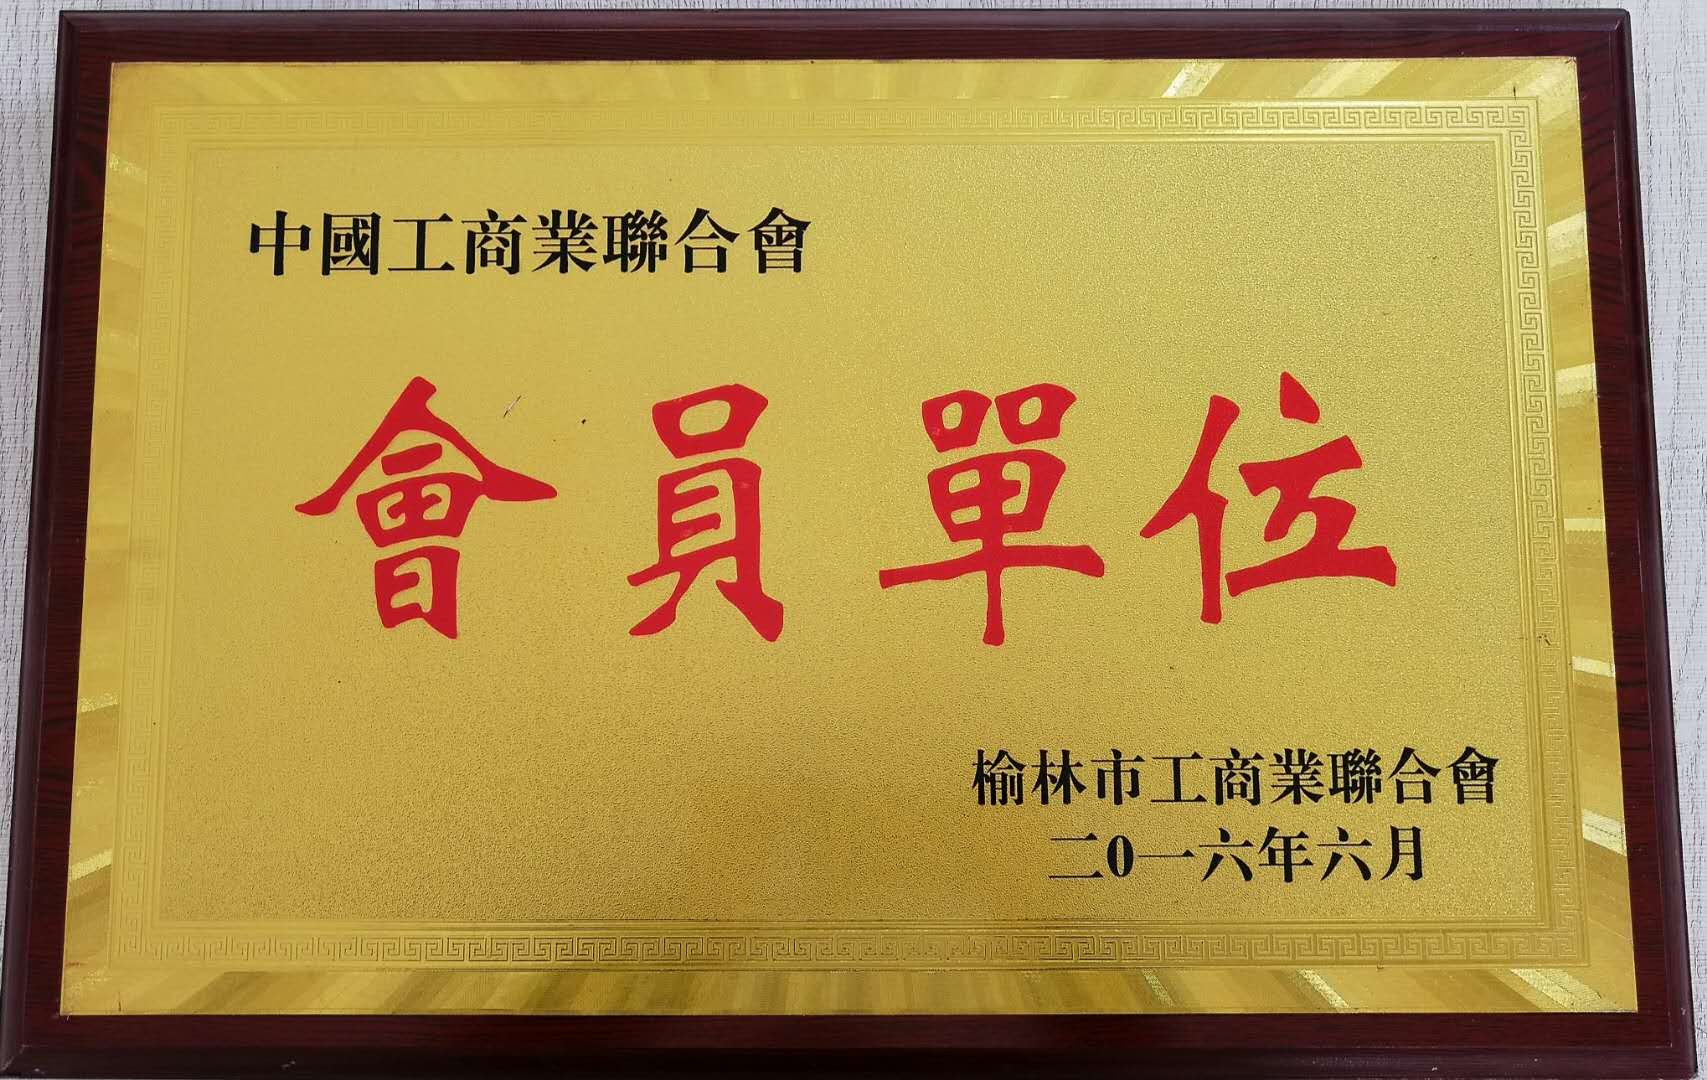 中國工商業聯合會
會員單位
榆林市工商業聯合會
二0一六年六月